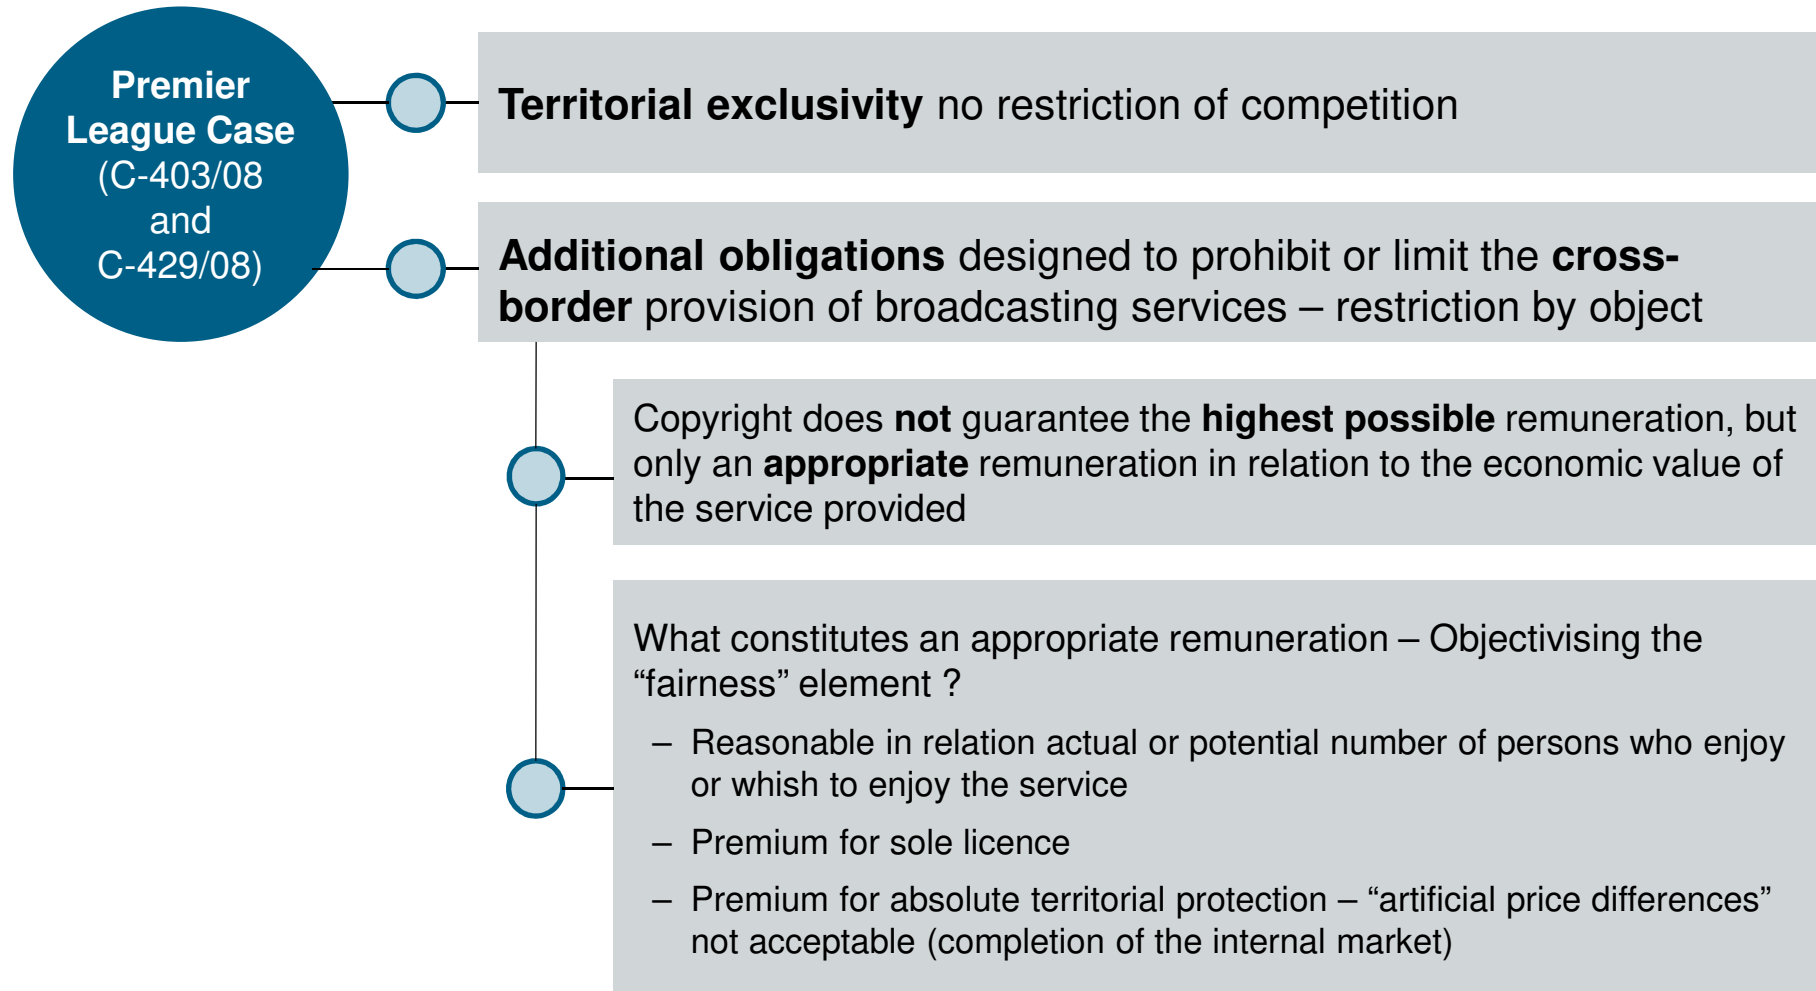 Premier
League Case
(C-403/08
and
C-429/08)
Territorial exclusivity no restriction of competition
Additional obligations designed to prohibit or limit the cross-
border provision of broadcasting services – restriction by object
Copyright does not guarantee the highest possible remuneration, but
only an appropriate remuneration in relation to the economic value of
the service provided
What constitutes an appropriate remuneration – Objectivising the
“fairness” element ?
– Reasonable in relation actual or potential number of persons who enjoy
or whish to enjoy the service
– Premium for sole licence
– Premium for absolute territorial protection – “artificial price differences”
not acceptable (completion of the internal market)